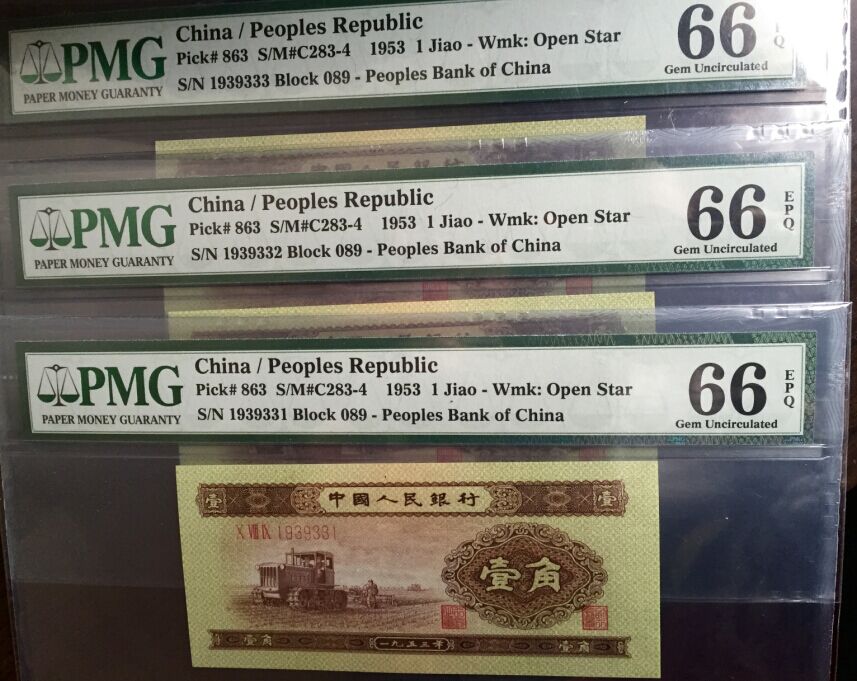 PMG
PAPER MONEY GUARANTY
China / Peoples Republic
Pick# 863 S/M#C283-4 1953 1 Jiao - Wmk: Open Star
S/N 1939333 Block 089 - Peoples Bank of China
66
Gem Uncirculated
PMG
PAPER MONEY GUARANTY
China / Peoples Republic
Pick# 863 S/M#C283-4 1953 1 Jiao - Wmk: Open Star
S/N 1939332 Block 089 - Peoples Bank of China
66 EPQ
Gem Uncirculated
PMG
PAPER MONEY GUARANTY
China / Peoples Republic
Pick# 863 S/M#C283-4 1953 1 Jiao - Wmk: Open Star
S/N 1939331 Block 089 - Peoples Bank of China
66 EPQ
Gem Uncirculated
壹 中國人民銀行 壹
X VIII IX 1939331
壹角
壹角 一九五三年 壹角